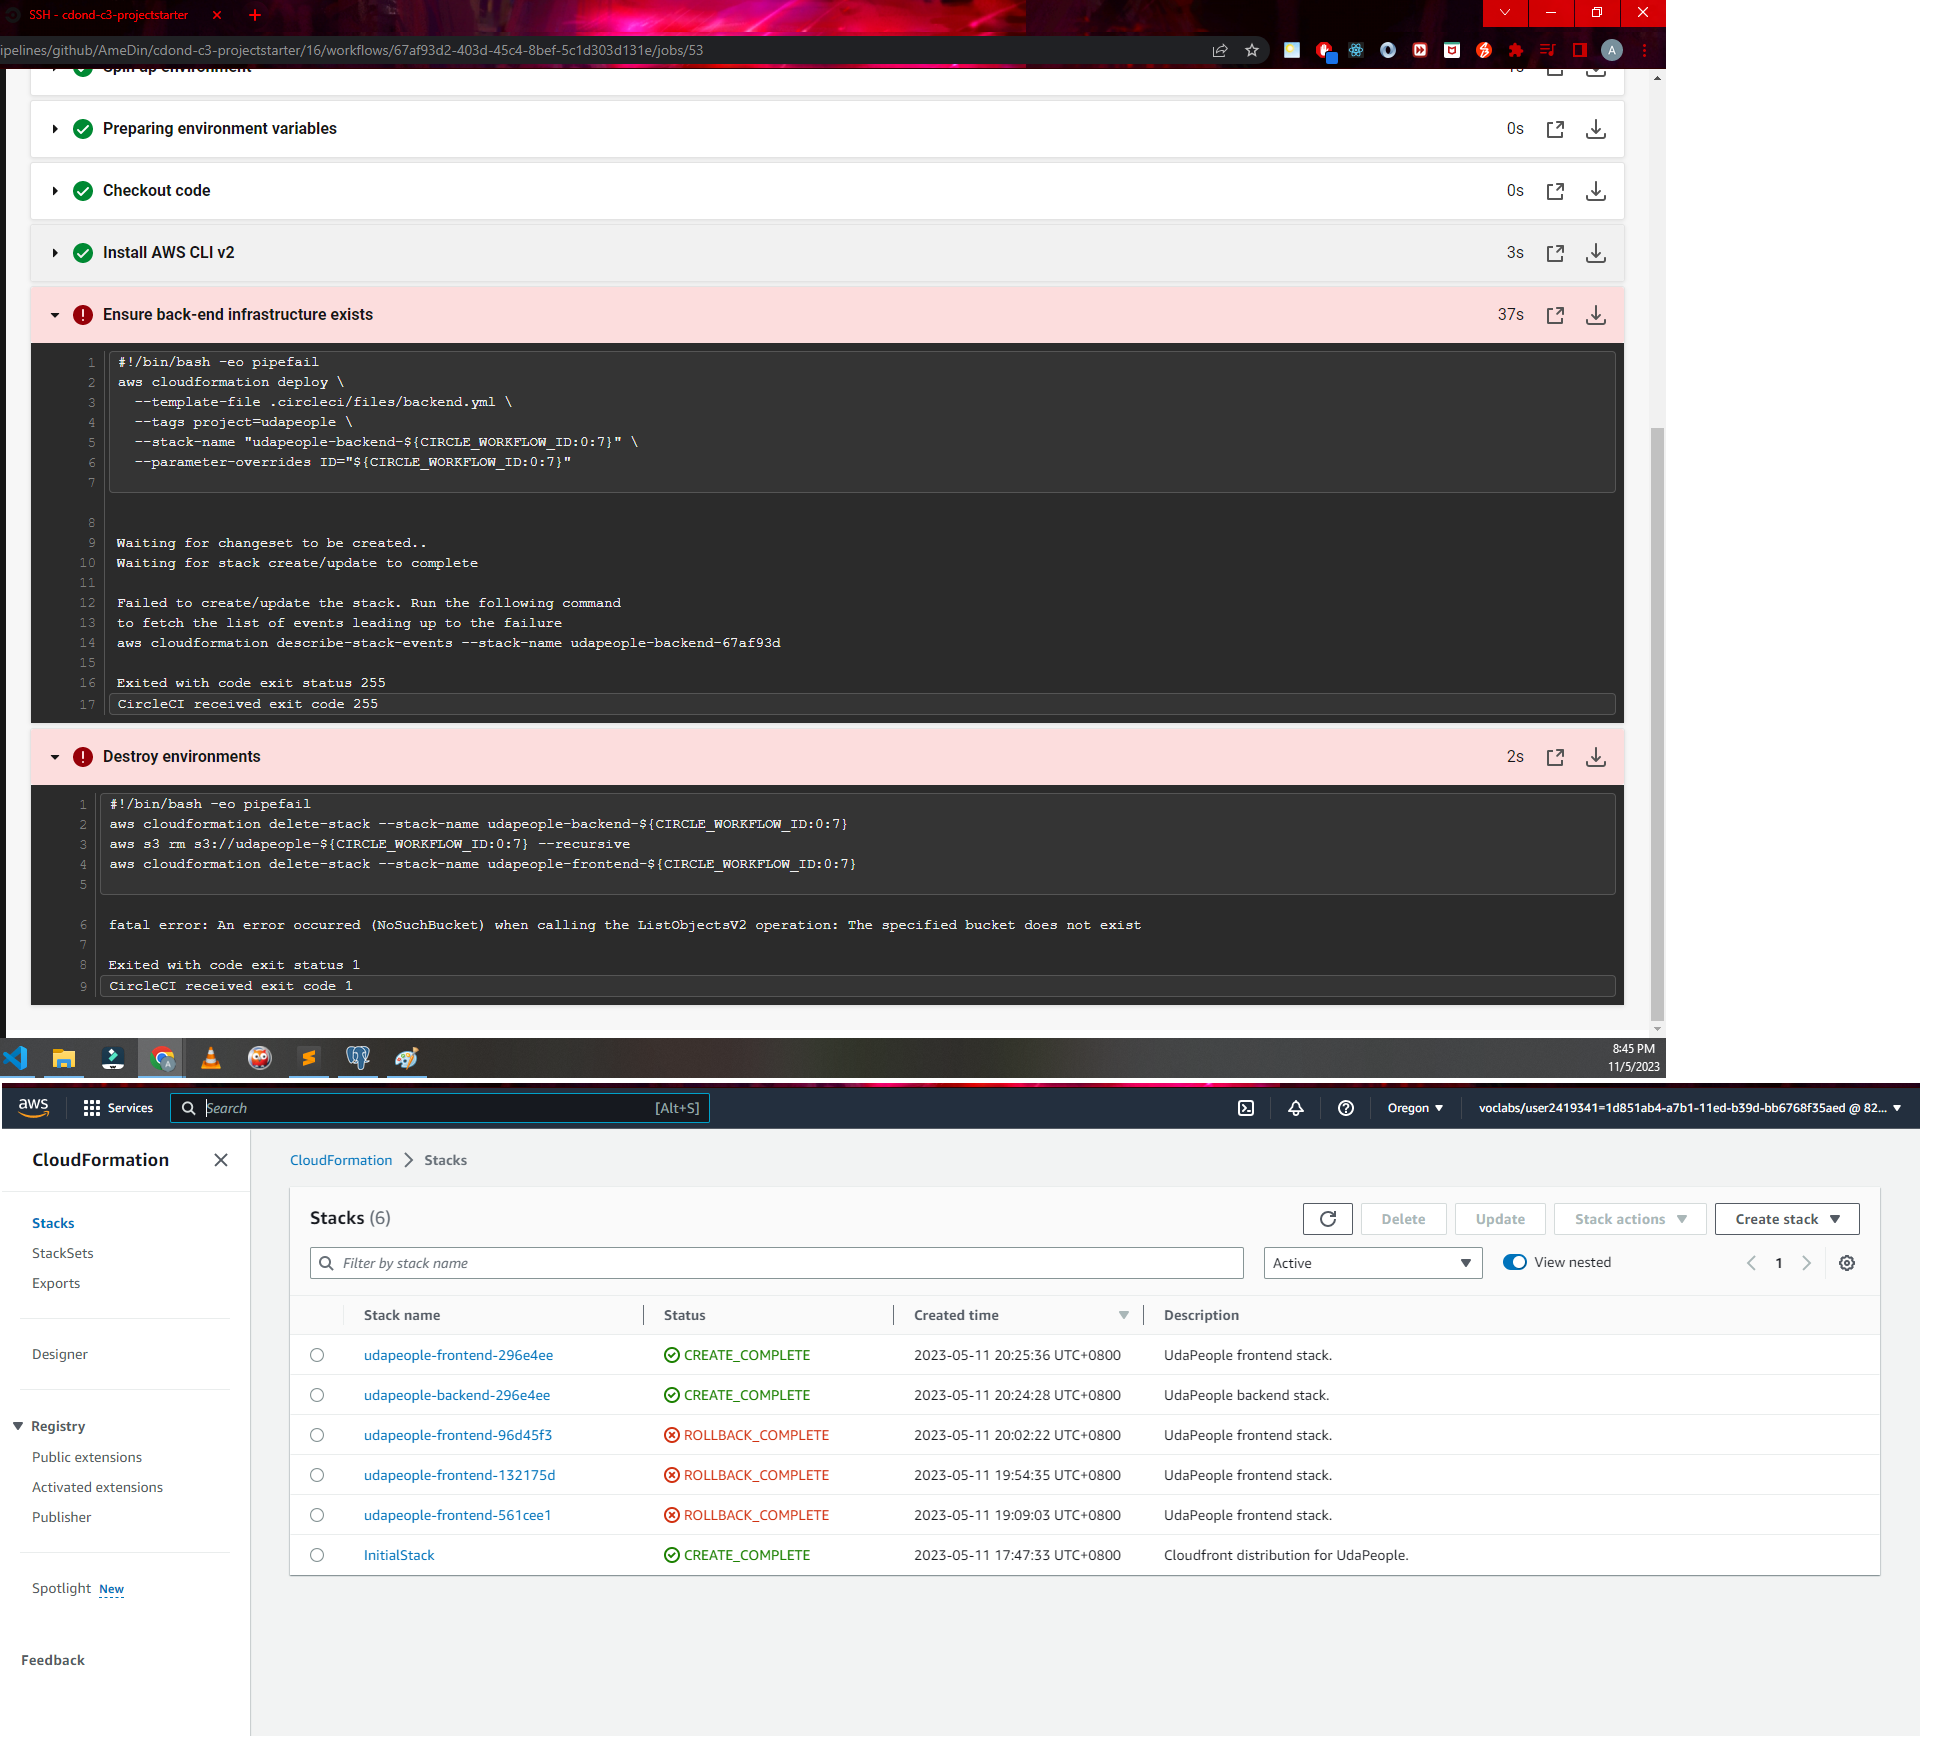 SSH - cdond-c3-projectstarter
ipelines/github/AmeDin/cdond-c3-projectstarter/16/workflows/67af93d2-403d-45c4-8bef-5c1d303d131e/jobs/53
Spin up environment
1s
Preparing environment variables
0s
Checkout code
0s
Install AWS CLI v2
3s
Ensure back-end infrastructure exists
37s
1 #!/bin/bash -eo pipefail
2 aws cloudformation deploy \
3 --template-file .circleci/files/backend.yml \
4 --tags project=udapeople \
5 --stack-name "udapeople-backend-${CIRCLE_WORKFLOW_ID:0:7}" \
6 --parameter-overrides ID="${CIRCLE_WORKFLOW_ID:0:7}"
7
8
9 Waiting for changeset to be created..
10 Waiting for stack create/update to complete
11
12 Failed to create/update the stack. Run the following command
13 to fetch the list of events leading up to the failure
14 aws cloudformation describe-stack-events --stack-name udapeople-backend-67af93d
15
16 Exited with code exit status 255
17 CircleCI received exit code 255
Destroy environments
2s
1 #!/bin/bash -eo pipefail
2 aws cloudformation delete-stack --stack-name udapeople-backend-${CIRCLE_WORKFLOW_ID:0:7}
3 aws s3 rm s3://udapeople-${CIRCLE_WORKFLOW_ID:0:7} --recursive
4 aws cloudformation delete-stack --stack-name udapeople-frontend-${CIRCLE_WORKFLOW_ID:0:7}
5
6 fatal error: An error occurred (NoSuchBucket) when calling the ListObjectsV2 operation: The specified bucket does not exist
7
8 Exited with code exit status 1
9 CircleCI received exit code 1
8:45 PM
11/5/2023
aws Services Search [Alt+S] Oregon voclabs/user2419341=1d851ab4-a7b1-11ed-b39d-bb6768f35aed @ 82...
CloudFormation
Stacks
StackSets
Exports
Designer
Registry
Public extensions
Activated extensions
Publisher
Spotlight New
Feedback
CloudFormation > Stacks
Stacks (6)
Delete Update Stack actions Create stack
Filter by stack name
Active
View nested
1
Stack name Status Created time Description
udapeople-frontend-296e4ee CREATE_COMPLETE 2023-05-11 20:25:36 UTC+0800 UdaPeople frontend stack.
udapeople-backend-296e4ee CREATE_COMPLETE 2023-05-11 20:24:28 UTC+0800 UdaPeople backend stack.
udapeople-frontend-96d45f3 ROLLBACK_COMPLETE 2023-05-11 20:02:22 UTC+0800 UdaPeople frontend stack.
udapeople-frontend-132175d ROLLBACK_COMPLETE 2023-05-11 19:54:35 UTC+0800 UdaPeople frontend stack.
udapeople-frontend-561cee1 ROLLBACK_COMPLETE 2023-05-11 19:09:03 UTC+0800 UdaPeople frontend stack.
InitialStack CREATE_COMPLETE 2023-05-11 17:47:33 UTC+0800 Cloudfront distribution for UdaPeople.